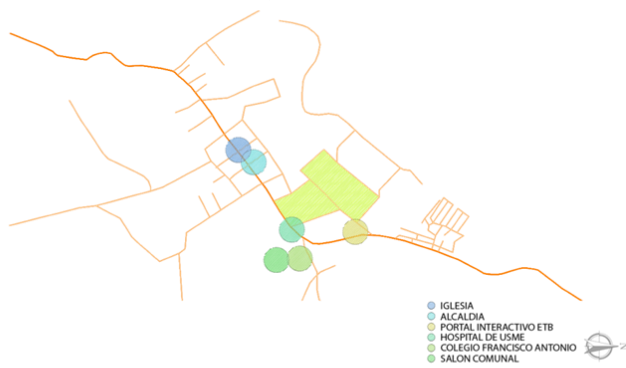 IGLESIA
ALCALDIA
PORTAL INTERACTIVO ETB
HOSPITAL DE USME
COLEGIO FRANCISCO ANTONIO
SALON COMUNAL